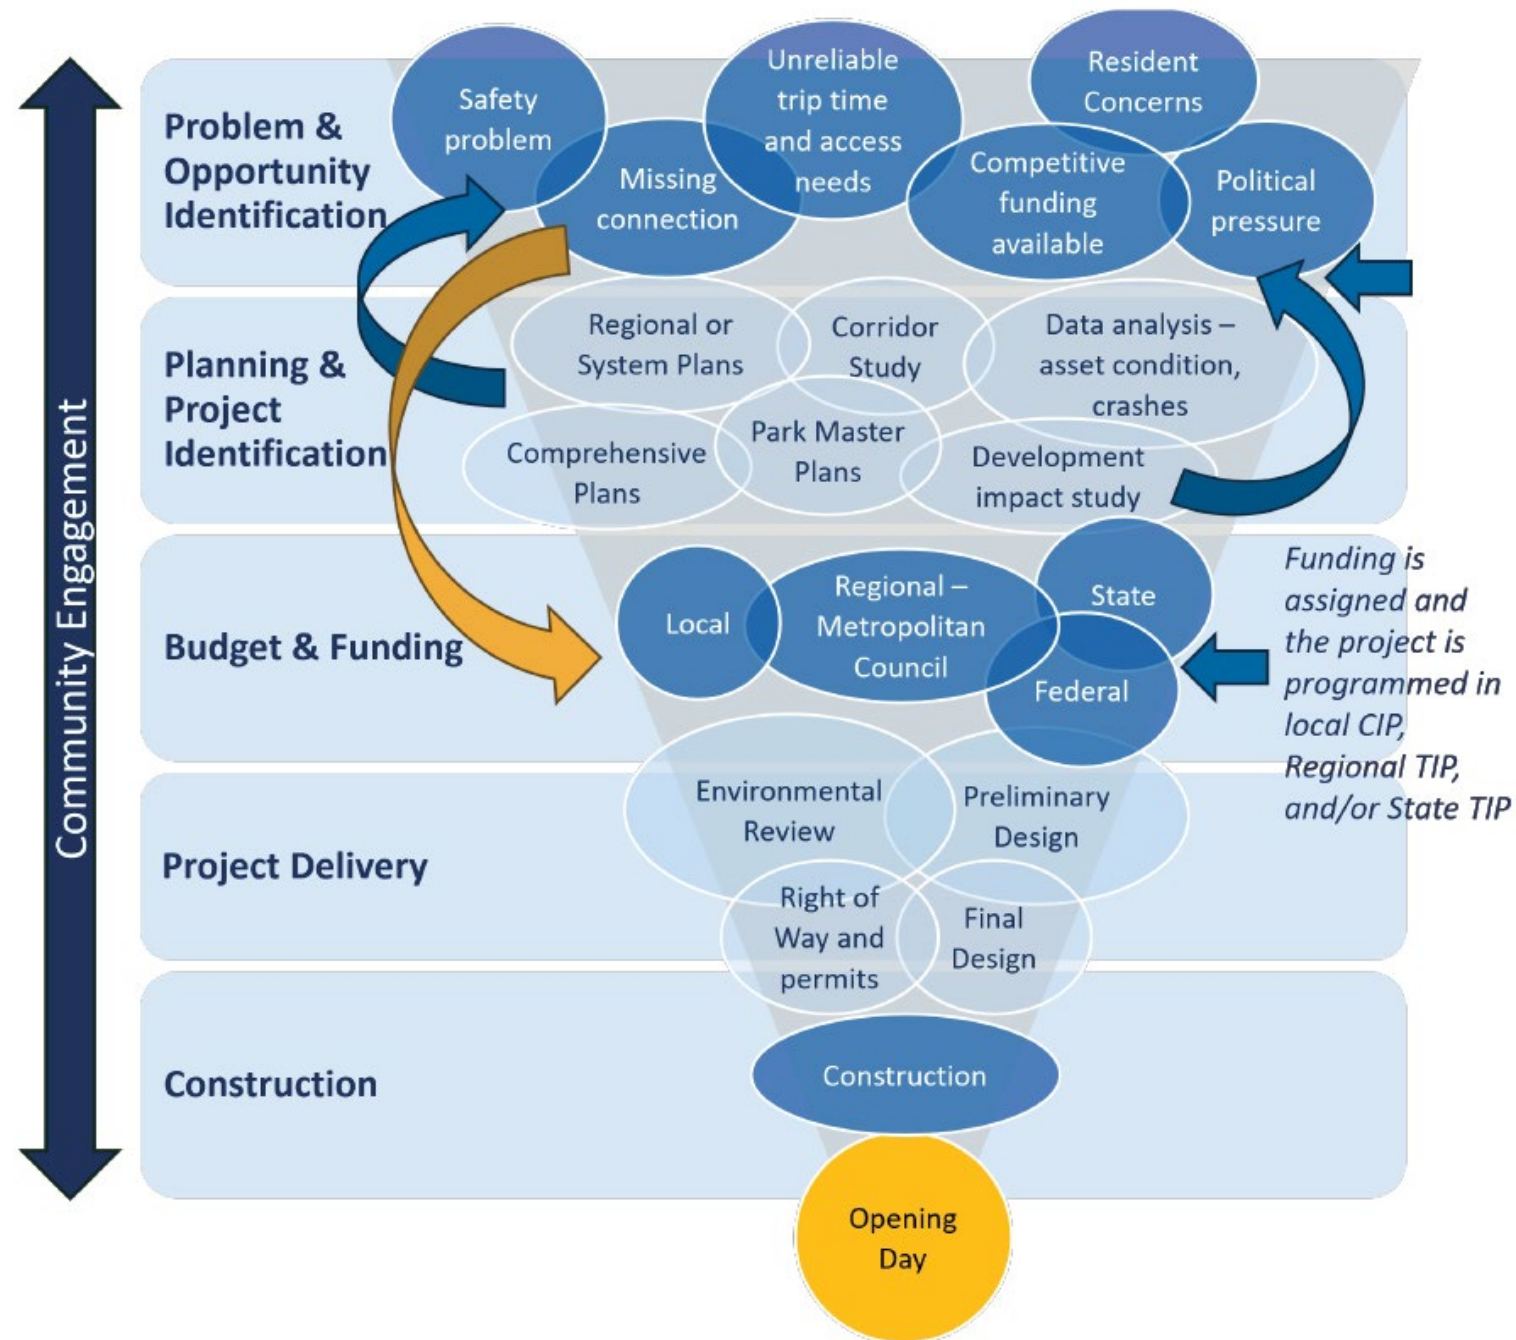 Community Engagement
Problem &
Opportunity
Identification
Safety
problem
Missing
connection
Unreliable
trip time
and access
needs
Competitive
funding
available
Resident
Concerns
Political
pressure
Planning &
Project
Identification
Regional or
System Plans
Corridor
Study
Data analysis –
asset condition,
crashes
Comprehensive
Plans
Park Master
Plans
Development
impact study
Budget & Funding
Local
Regional –
Metropolitan
Council
State
Federal
Funding is
assigned and
the project is
programmed in
local CIP,
Regional TIP,
and/or State TIP
Project Delivery
Environmental
Review
Preliminary
Design
Right of
Way and
permits
Final
Design
Construction
Construction
Opening
Day